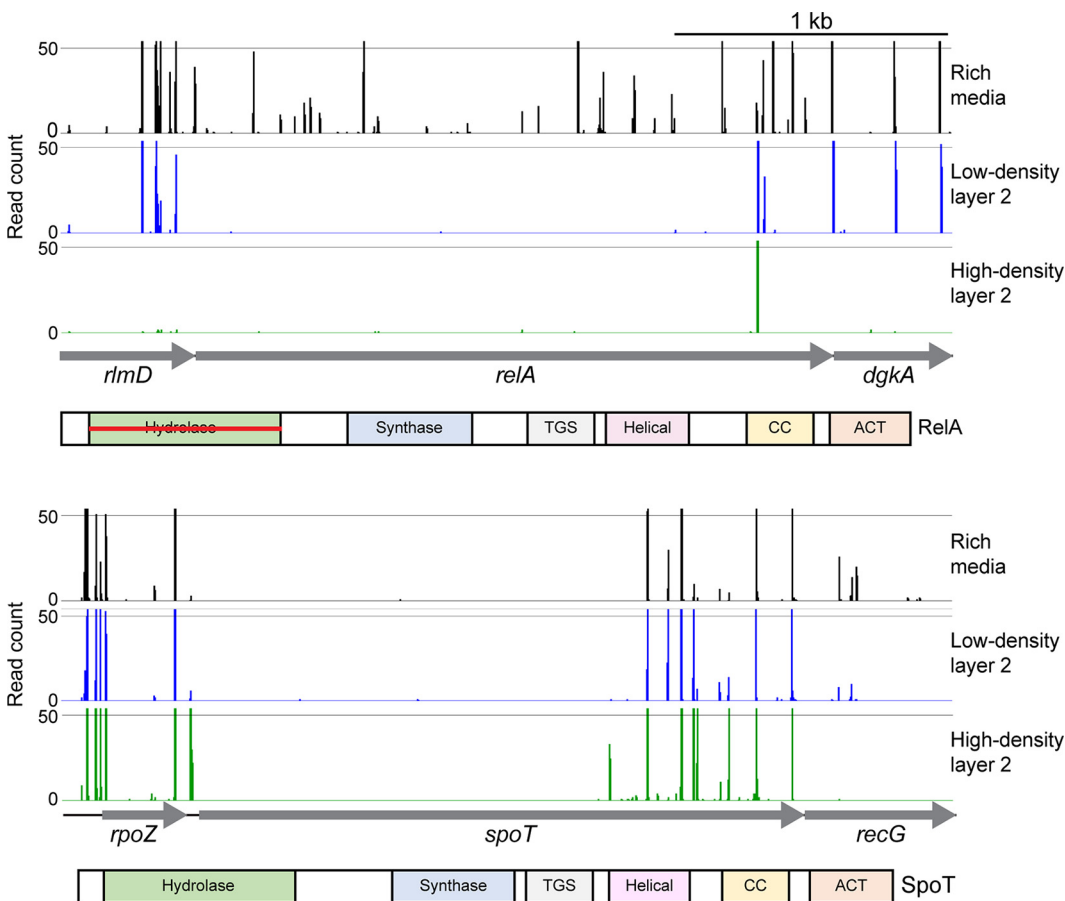 1 kb
50
0
Rich
media
50
0
Low-density
layer 2
50
0
High-density
layer 2
Read count
rlmD
relA
dgkA
Hydrolase
Synthase
TGS
Helical
CC
ACT
RelA
50
0
Rich
media
50
0
Low-density
layer 2
50
0
High-density
layer 2
Read count
rpoZ
spoT
recG
Hydrolase
Synthase
TGS
Helical
CC
ACT
SpoT